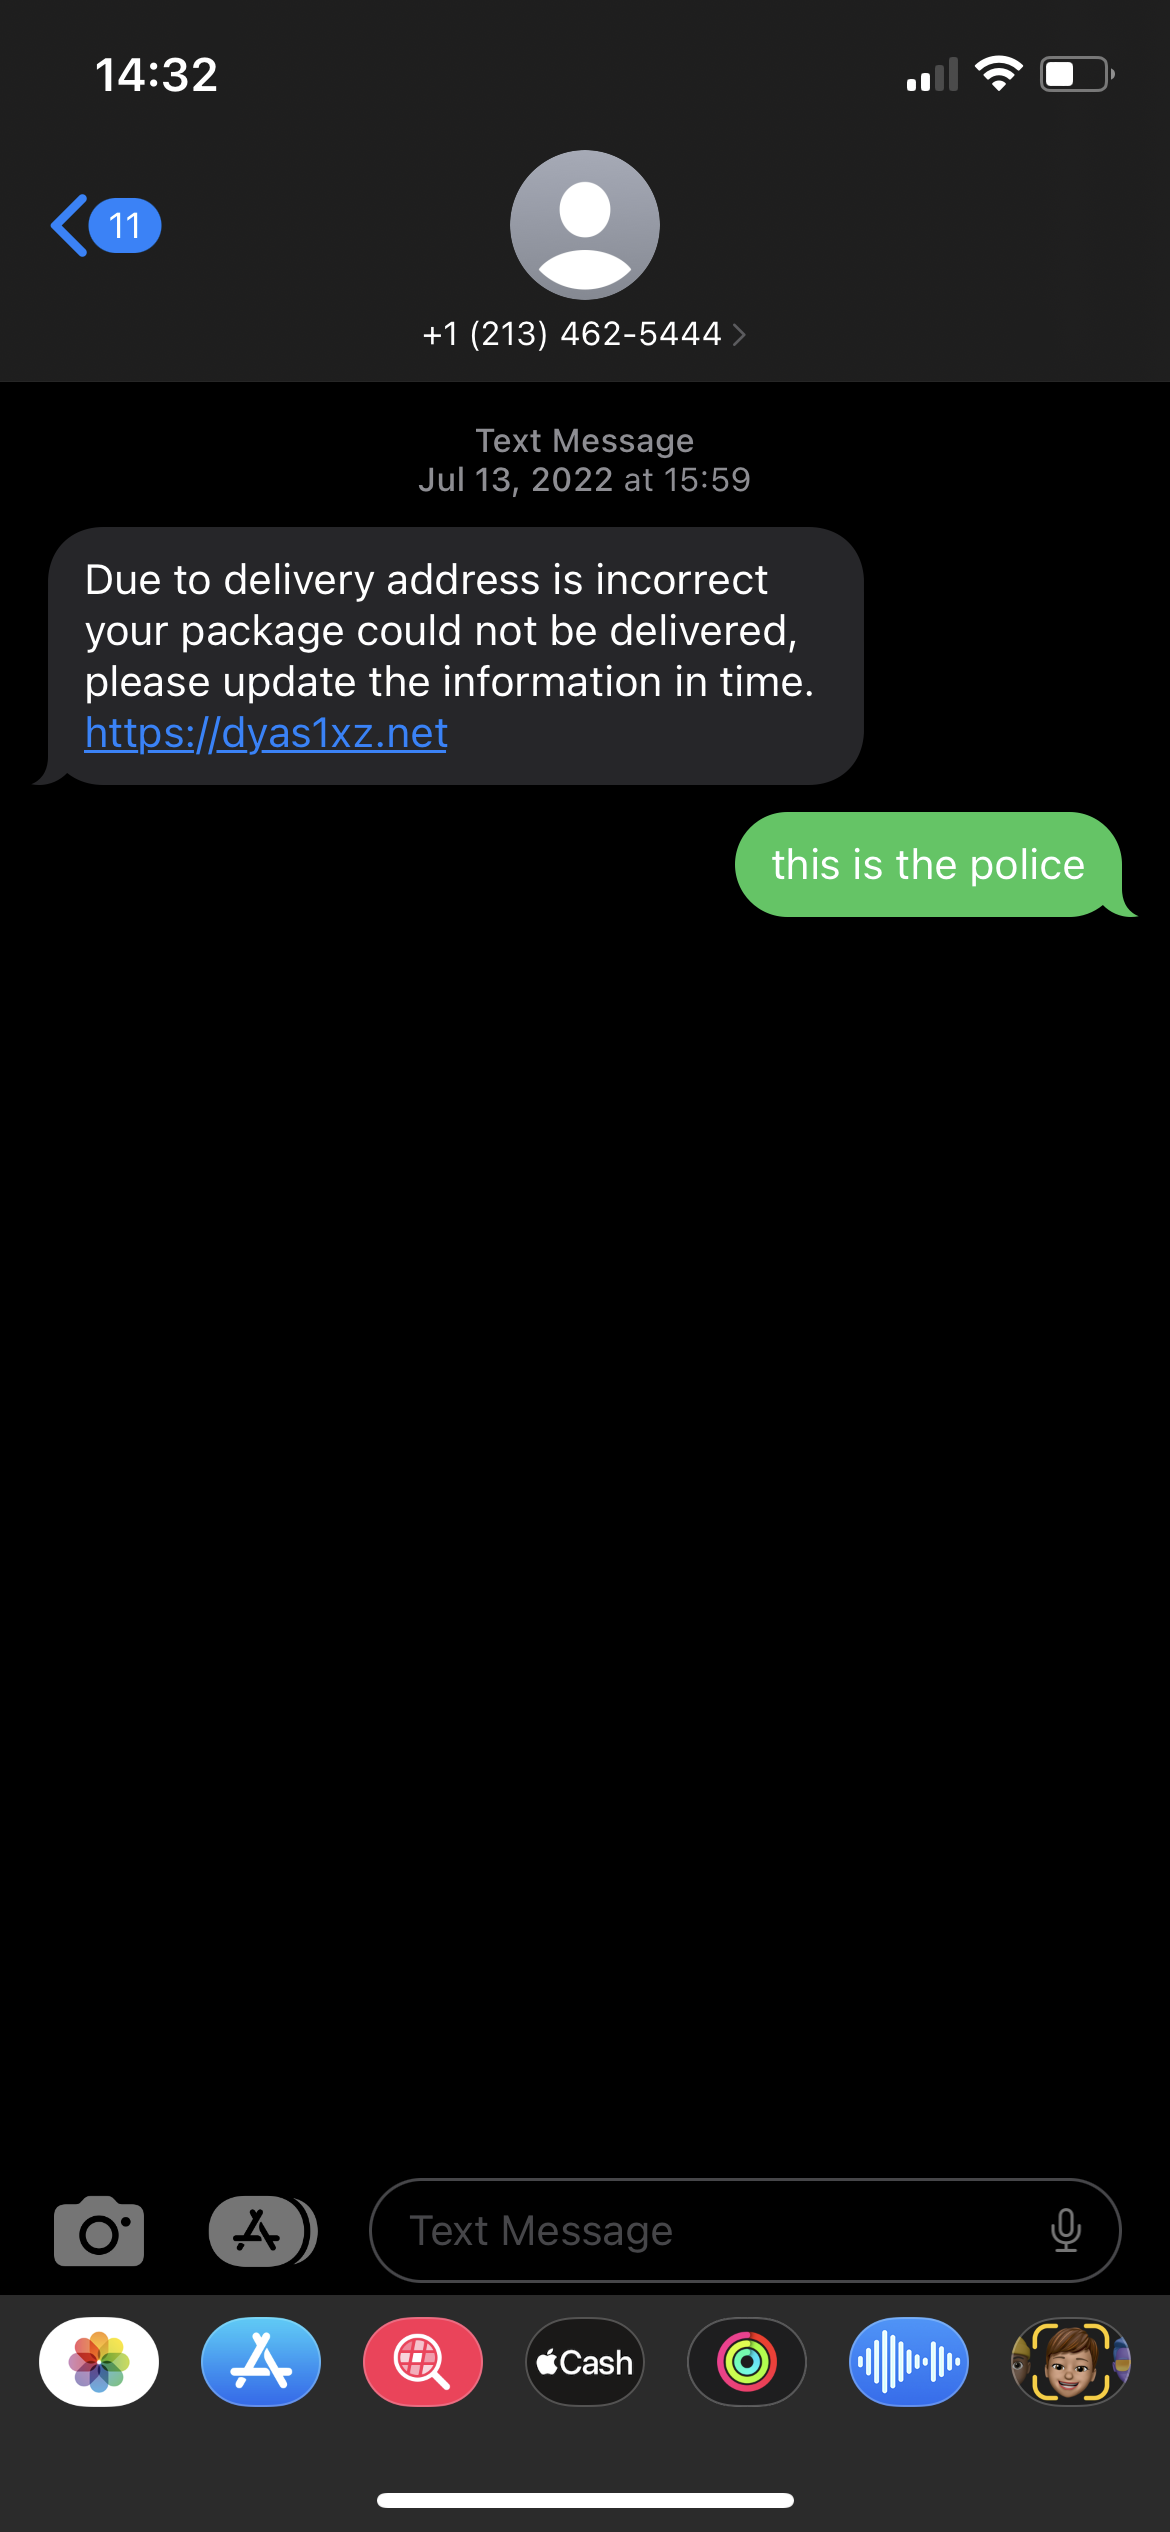 14:32
11
+1 (213) 462-5444
Text Message
Jul 13, 2022 at 15:59
Due to delivery address is incorrect
your package could not be delivered,
please update the information in time.
https://dyas1xz.net
this is the police
Text Message
Cash